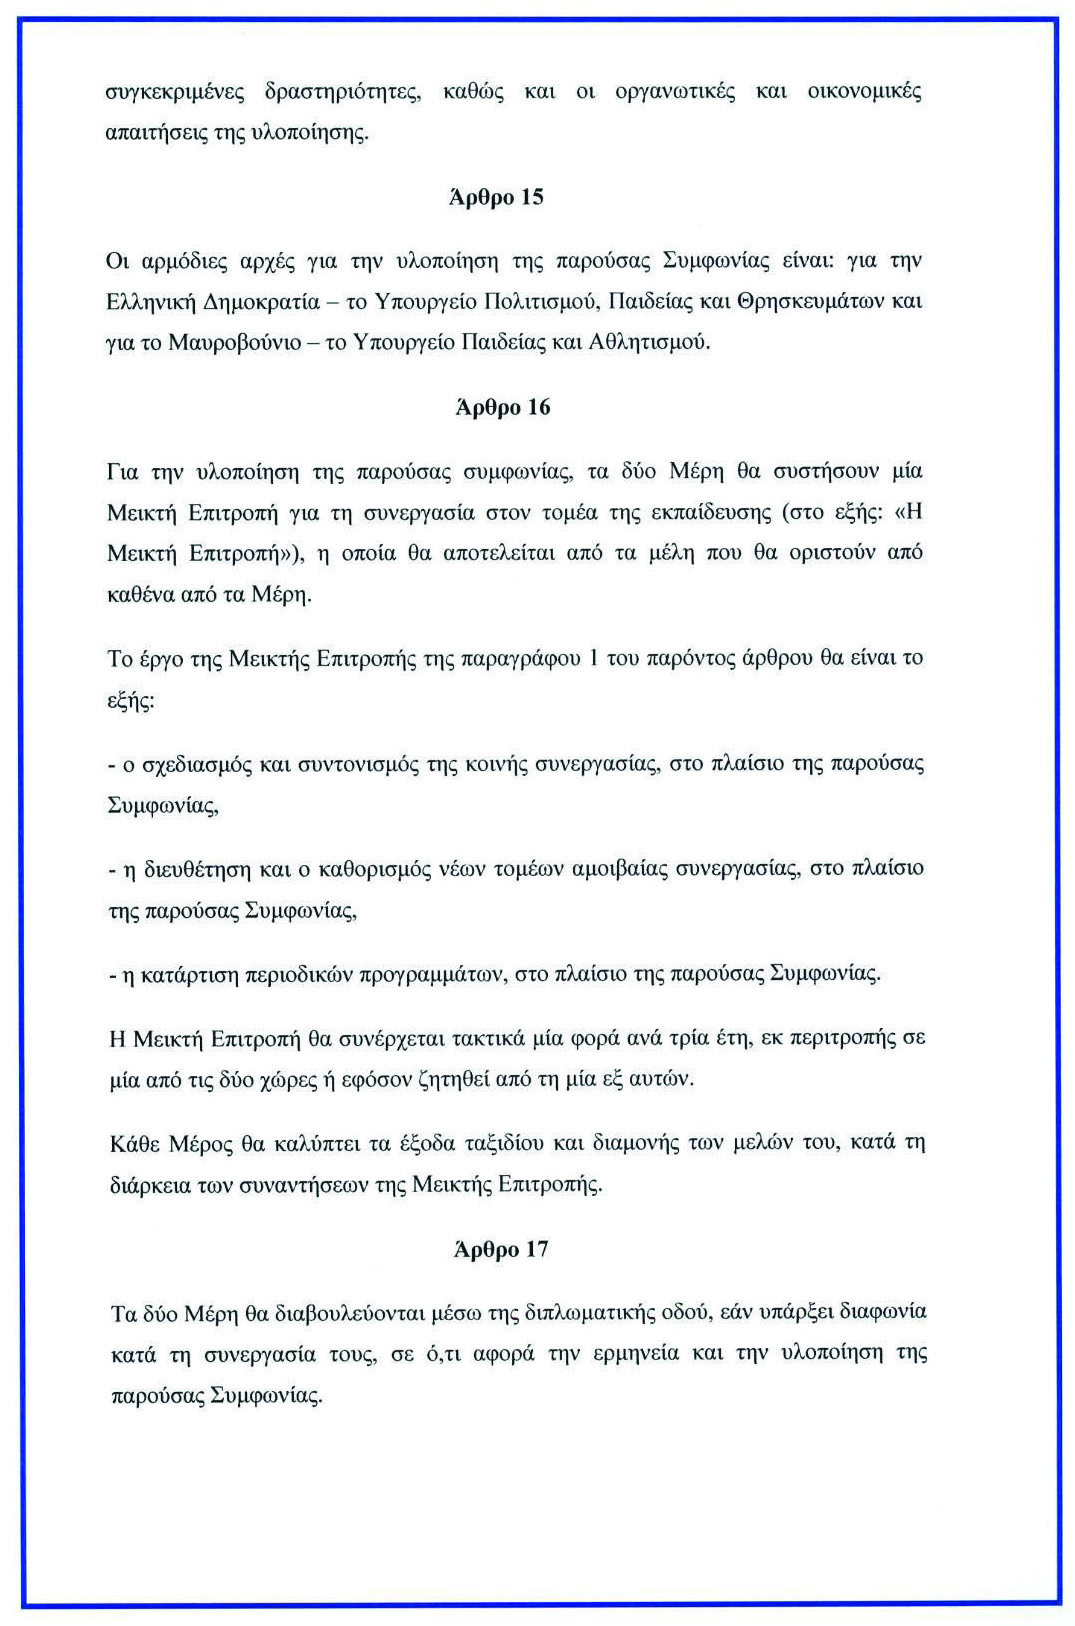 συγκεκριμένες δραστηριότητες, καθώς και οι οργανωτικές και οικονομικές
απαιτήσεις της υλοποίησης.
Άρθρο 15
Οι αρμόδιες αρχές για την υλοποίηση της παρούσας Συμφωνίας είναι: για την
Ελληνική Δημοκρατία – το Υπουργείο Πολιτισμού, Παιδείας και Θρησκευμάτων και
για το Μαυροβούνιο – το Υπουργείο Παιδείας και Αθλητισμού.
Άρθρο 16
Για την υλοποίηση της παρούσας συμφωνίας, τα δύο Μέρη θα συστήσουν μία
Μεικτή Επιτροπή για τη συνεργασία στον τομέα της εκπαίδευσης (στο εξής: «Η
Μεικτή Επιτροπή»), η οποία θα αποτελείται από τα μέλη που θα οριστούν από
καθένα από τα Μέρη.
Το έργο της Μεικτής Επιτροπής της παραγράφου 1 του παρόντος άρθρου θα είναι το
εξής:
- ο σχεδιασμός και συντονισμός της κοινής συνεργασίας, στο πλαίσιο της παρούσας
Συμφωνίας,
- η διευθέτηση και ο καθορισμός νέων τομέων αμοιβαίας συνεργασίας, στο πλαίσιο
της παρούσας Συμφωνίας,
- η κατάρτιση περιοδικών προγραμμάτων, στο πλαίσιο της παρούσας Συμφωνίας.
Η Μεικτή Επιτροπή θα συνέρχεται τακτικά μία φορά ανά τρία έτη, εκ περιτροπής σε
μία από τις δύο χώρες ή εφόσον ζητηθεί από τη μία εξ αυτών.
Κάθε Μέρος θα καλύπτει τα έξοδα ταξιδίου και διαμονής των μελών του, κατά τη
διάρκεια των συναντήσεων της Μεικτής Επιτροπής.
Άρθρο 17
Τα δύο Μέρη θα διαβουλεύονται μέσω της διπλωματικής οδού, εάν υπάρξει διαφωνία
κατά τη συνεργασία τους, σε ό,τι αφορά την ερμηνεία και την υλοποίηση της
παρούσας Συμφωνίας.